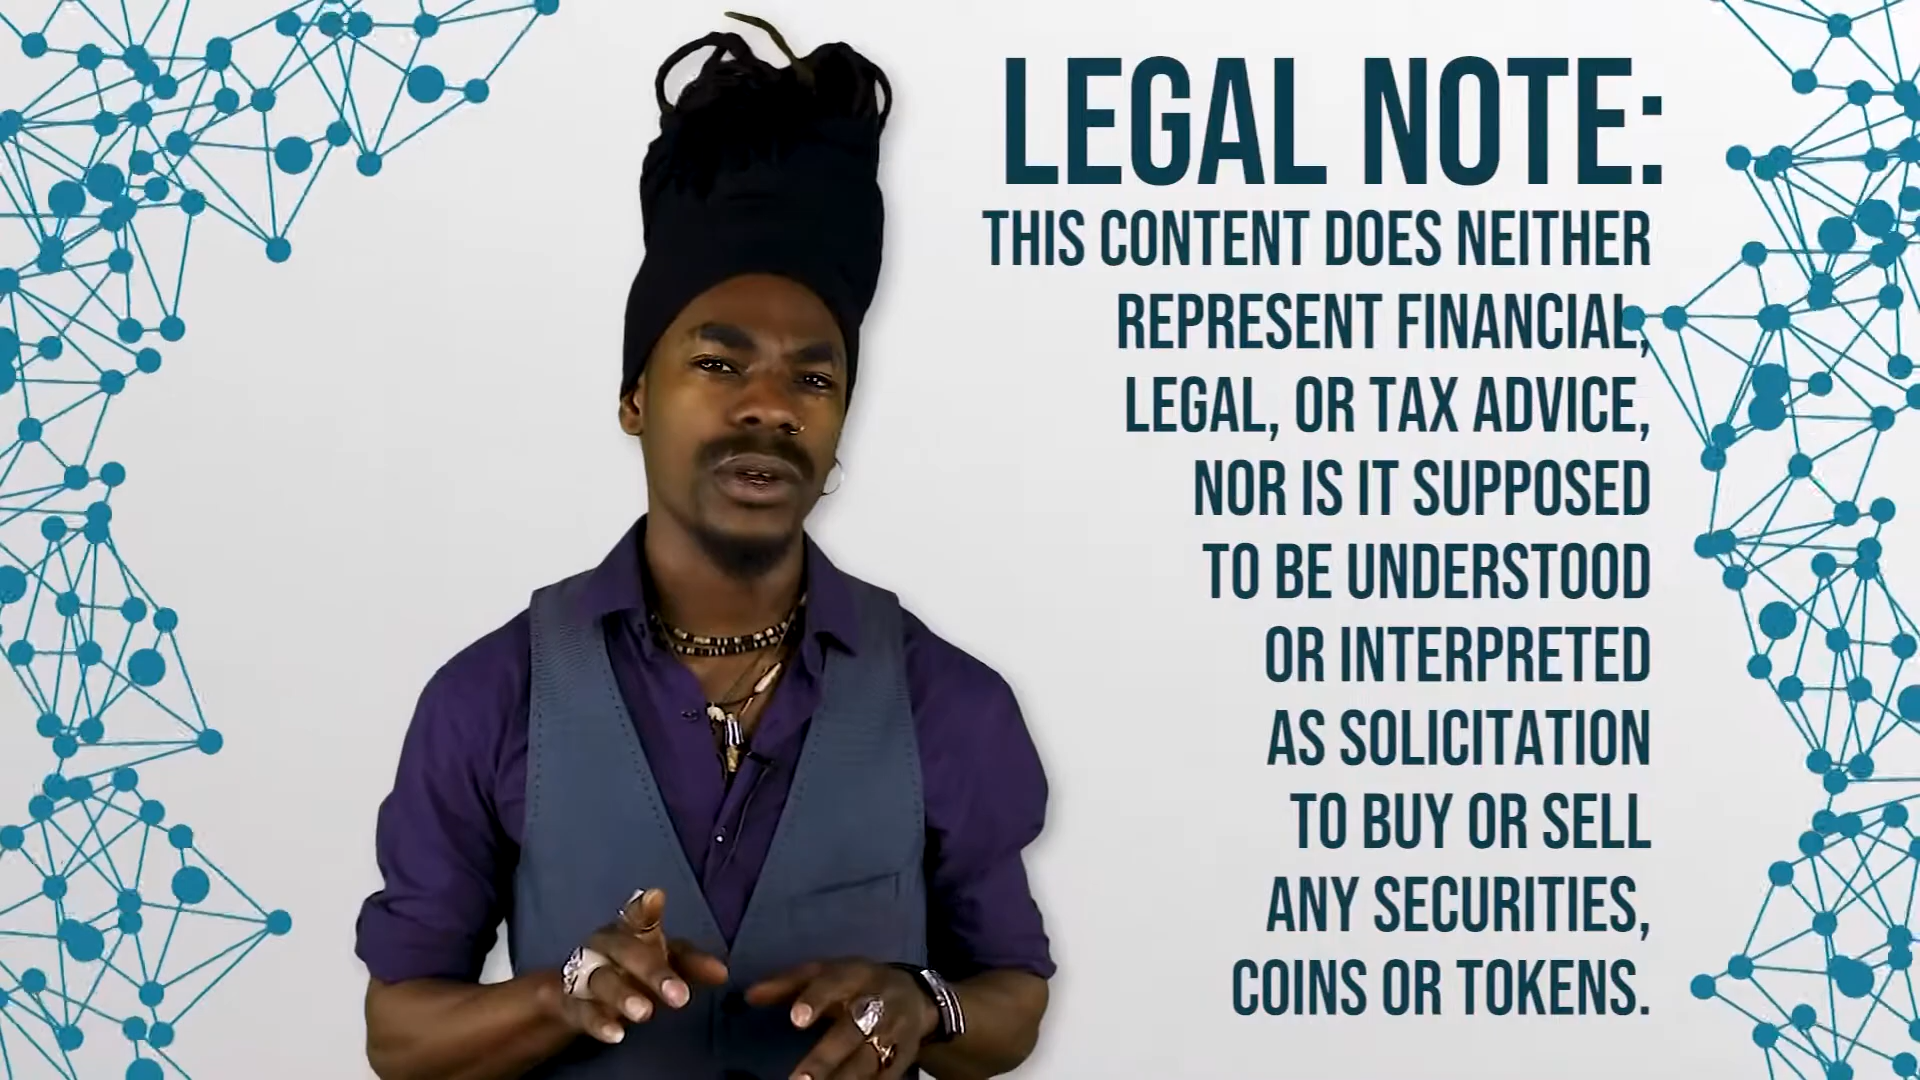 LEGAL NOTE:
THIS CONTENT DOES NEITHER
REPRESENT FINANCIAL,
LEGAL, OR TAX ADVICE,
NOR IS IT SUPPOSED
TO BE UNDERSTOOD
OR INTERPRETED
AS SOLICITATION
TO BUY OR SELL
ANY SECURITIES,
COINS OR TOKENS.